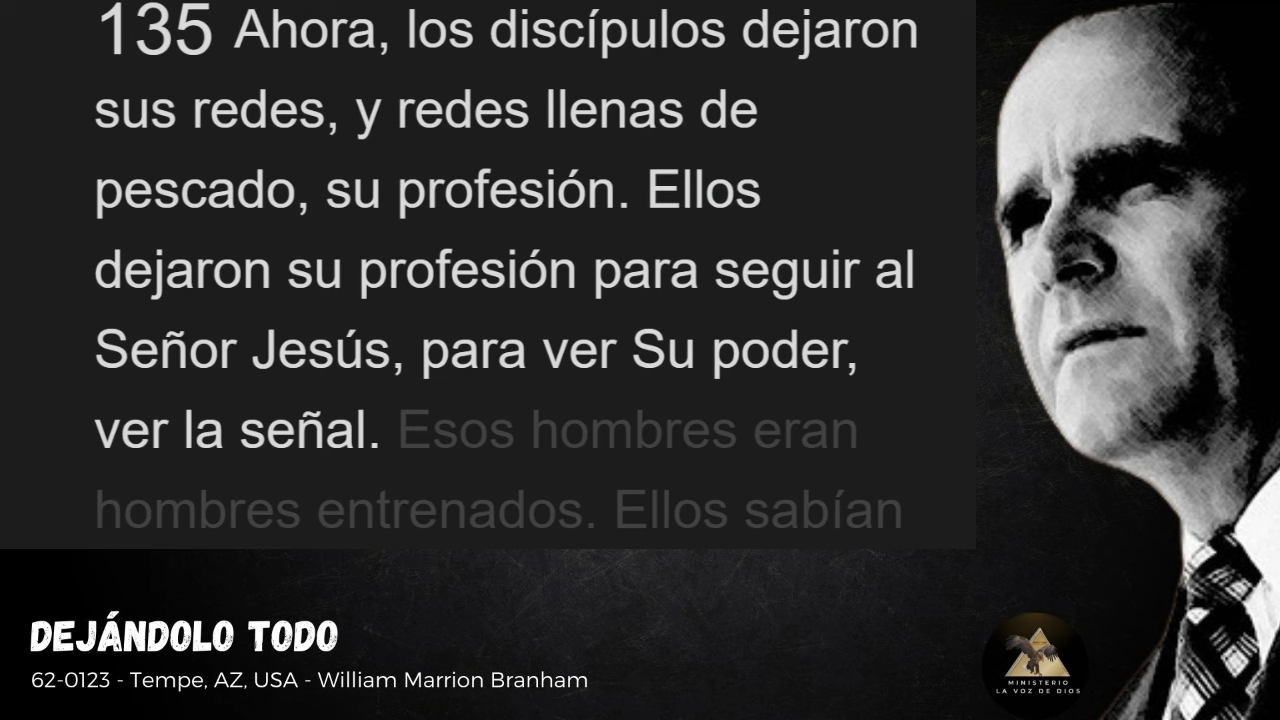 135 Ahora, los discípulos dejaron
sus redes, y redes llenas de
pescado, su profesión. Ellos
dejaron su profesión para seguir al
Señor Jesús, para ver Su poder,
ver la señal. Esos hombres eran
hombres entrenados. Ellos sabían
DEJÁNDOLO TODO
62-0123 - Tempe, AZ, USA - William Marrion Branham
MINISTERIO
LA VOZ DE DIOS